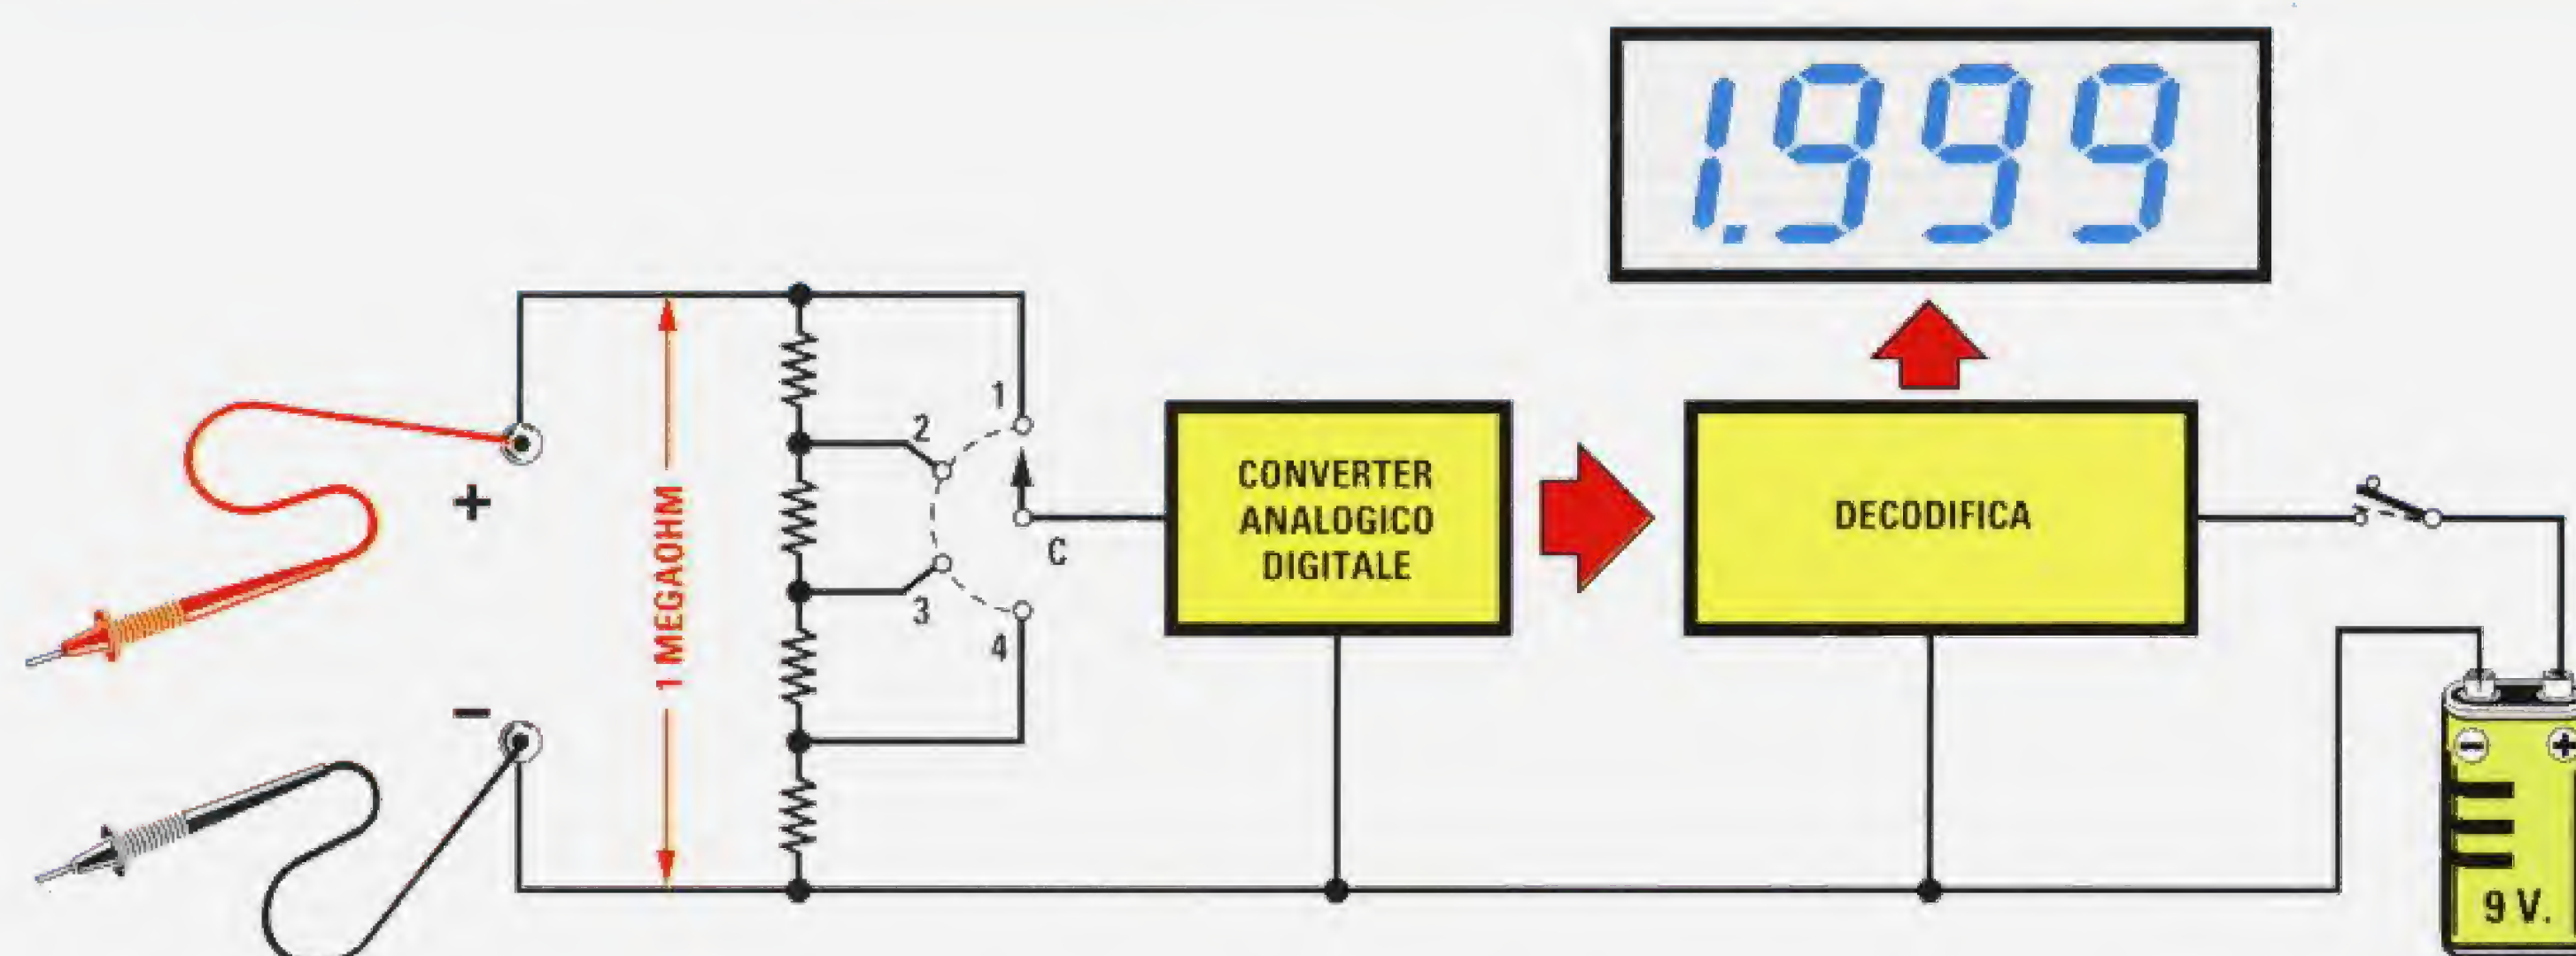 1.999
1
2
+
1 MEGAOHM
C
3
4
−
CONVERTER
ANALOGICO
DIGITALE
DECODIFICA
− +
9 V.